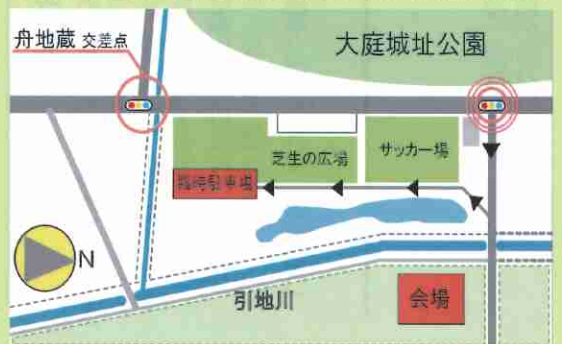 舟地蔵 交差点
大庭城址公園
芝生の広場
サッカー場
臨時駐車場
N
引地川
会場